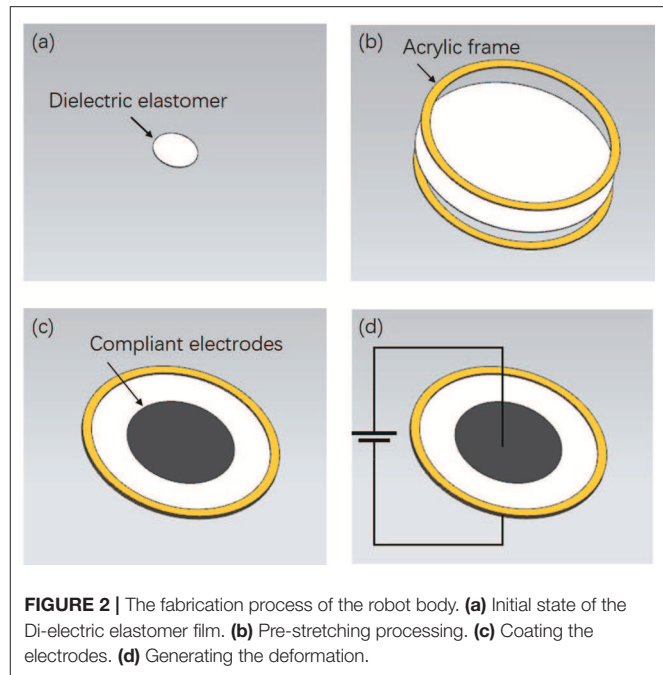 (a)
Dielectric elastomer
(b)
Acrylic frame
(c)
Compliant electrodes
(d)
FIGURE 2 | The fabrication process of the robot body. (a) Initial state of the
Di-electric elastomer film. (b) Pre-stretching processing. (c) Coating the
electrodes. (d) Generating the deformation.